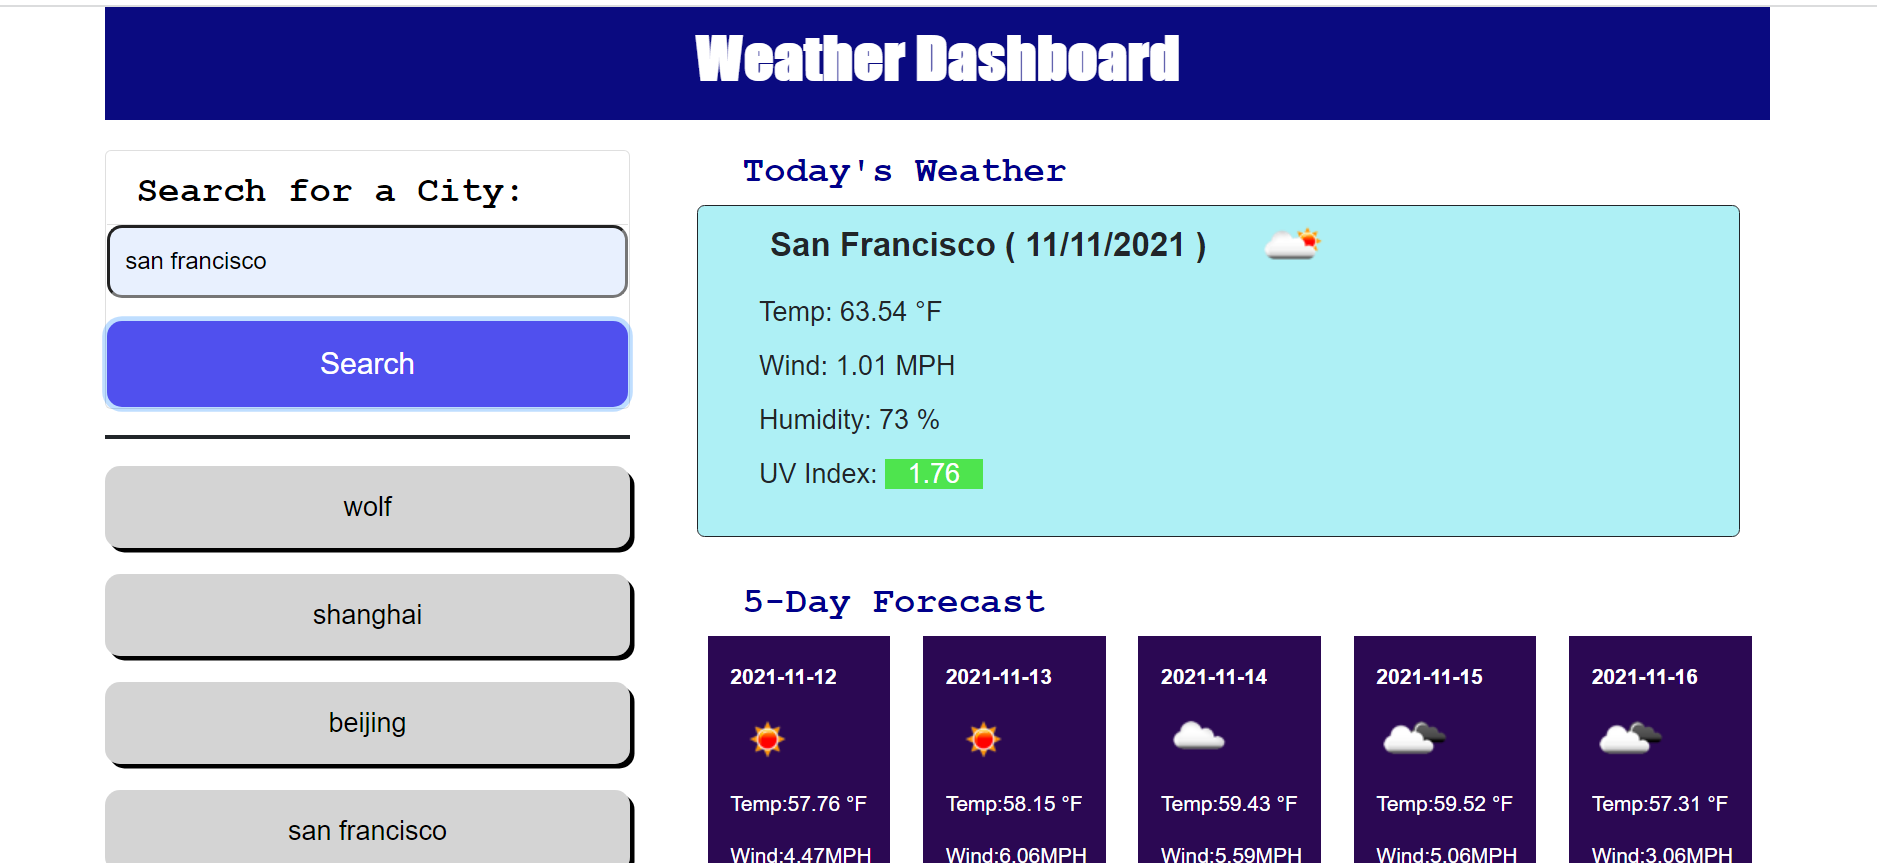 Weather Dashboard
Search for a City:
san francisco
Search
wolf
shanghai
beijing
san francisco
Today's Weather
San Francisco ( 11/11/2021 )
Temp: 63.54 °F
Wind: 1.01 MPH
Humidity: 73 %
UV Index: 1.76
5-Day Forecast
2021-11-12
Temp:57.76 °F
Wind:4.47MPH
2021-11-13
Temp:58.15 °F
Wind:6.06MPH
2021-11-14
Temp:59.43 °F
Wind:5.59MPH
2021-11-15
Temp:59.52 °F
Wind:5.06MPH
2021-11-16
Temp:57.31 °F
Wind:3.06MPH